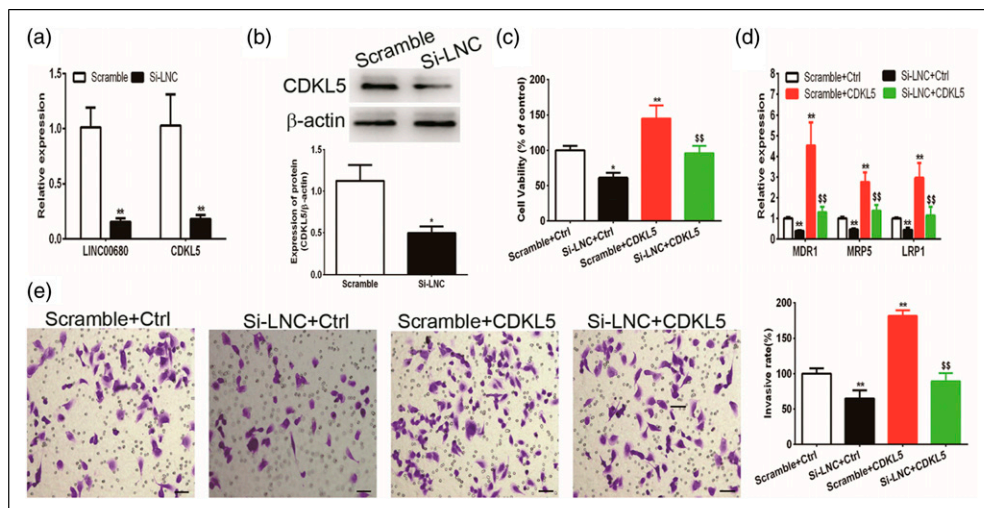 (a)
Scramble
Si-LNC
Relative expression
1.5
1.0
0.5
0.0
**
**
LINC00680
CDKL5
(b)
Scramble
Si-LNC
CDKL5
β-actin
Expression of protein
(CDKL5/β-actin)
1.5
1.0
0.5
0.0
*
Scramble
Si-LNC
(c)
Cell Vability (% of control)
200
150
100
50
0
*
**
$$
Scramble+Ctrl
Si-LNC+Ctrl
Scramble+CDKL5
Si-LNC+CDKL5
(d)
Scramble+Ctrl
Si-LNC+Ctrl
Scramble+CDKL5
Si-LNC+CDKL5
Relative expression
8
6
4
2
0
**
**
$$
**
**
$$
**
**
$$
MDR1
MRP5
LRP1
(e)
Scramble+Ctrl
Si-LNC+Ctrl
Scramble+CDKL5
Si-LNC+CDKL5
Invasive rate(%)
200
150
100
50
0
**
**
$$
Scramble+Ctrl
Si-LNC+Ctrl
Scramble+CDKL5
Si-LNC+CDKL5